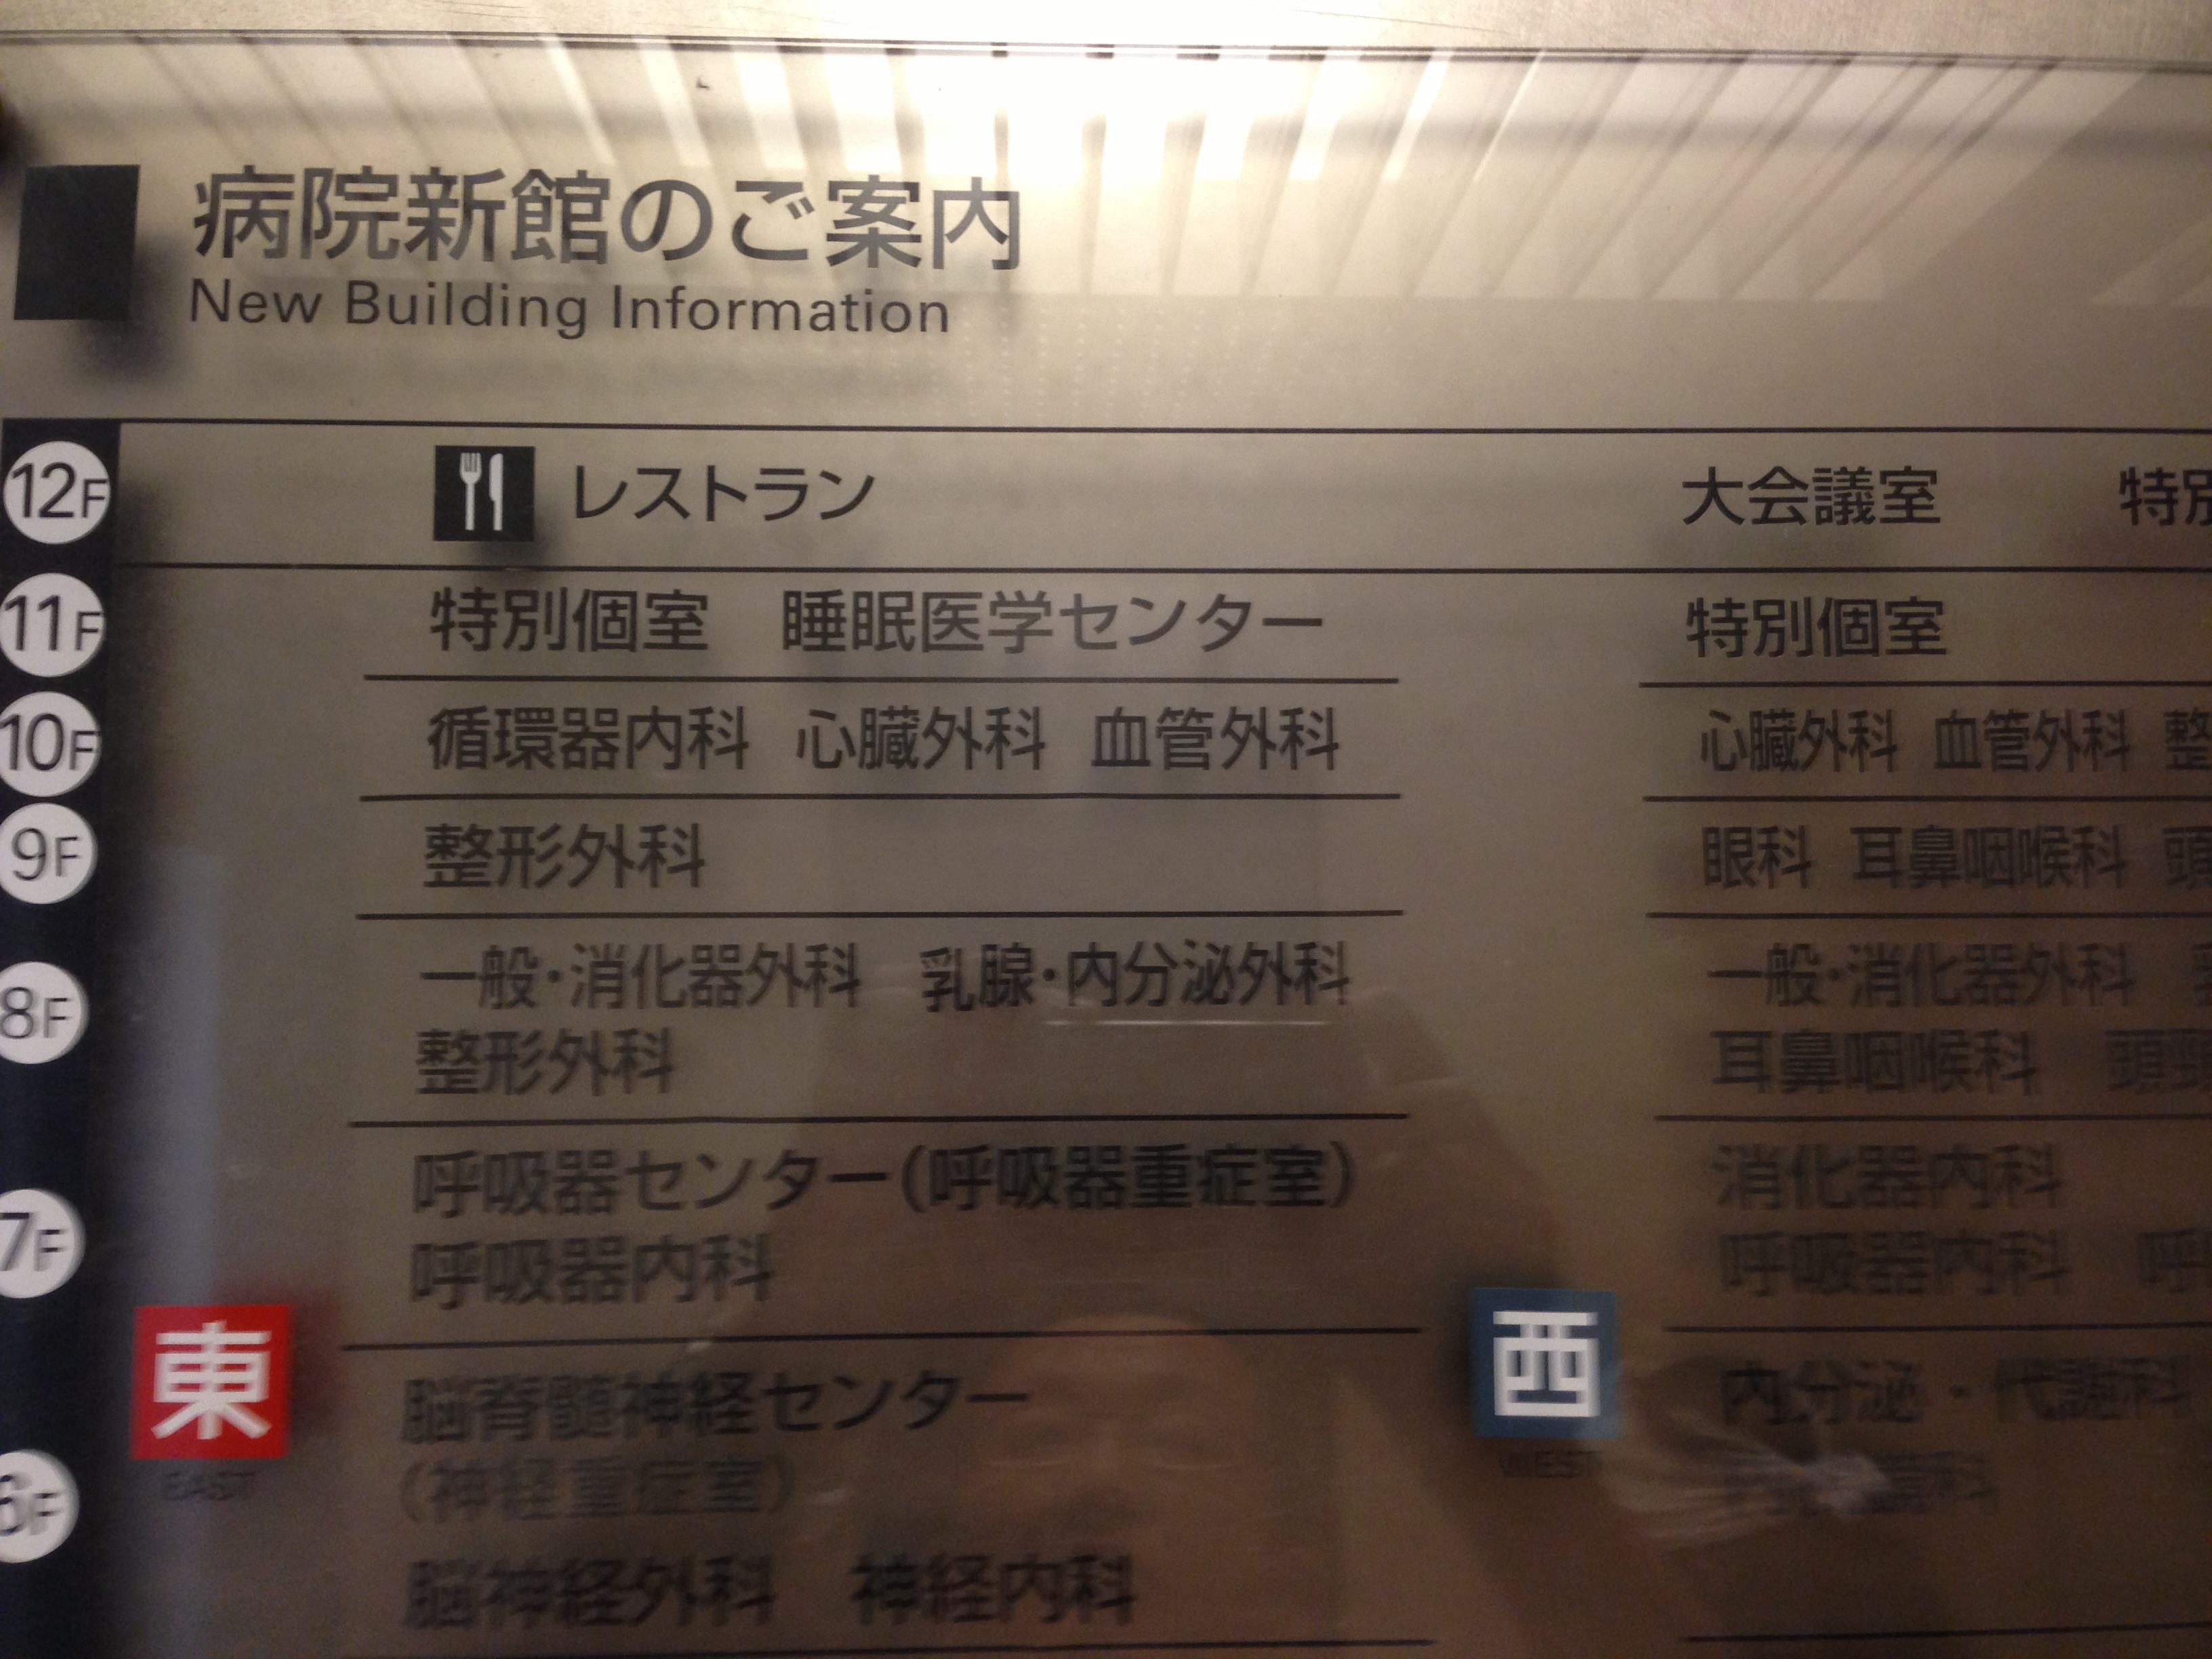 病院新館のご案内
New Building Information
12F レストラン 大会議室
11F 特別個室 睡眠医学センター 特別個室
10F 循環器内科 心臓外科 血管外科 心臓外科 血管外科
9F 整形外科 眼科 耳鼻咽喉科
8F 一般・消化器外科 乳腺・内分泌外科 一般・消化器外科
整形外科 耳鼻咽喉科
7F 呼吸器センター(呼吸器重症室) 消化器内科
呼吸器内科 呼吸器内科
東 西
EAST WEST
6F 脳脊髄神経センター 内分泌・代謝科
(神経重症室)
脳神経外科 神経内科